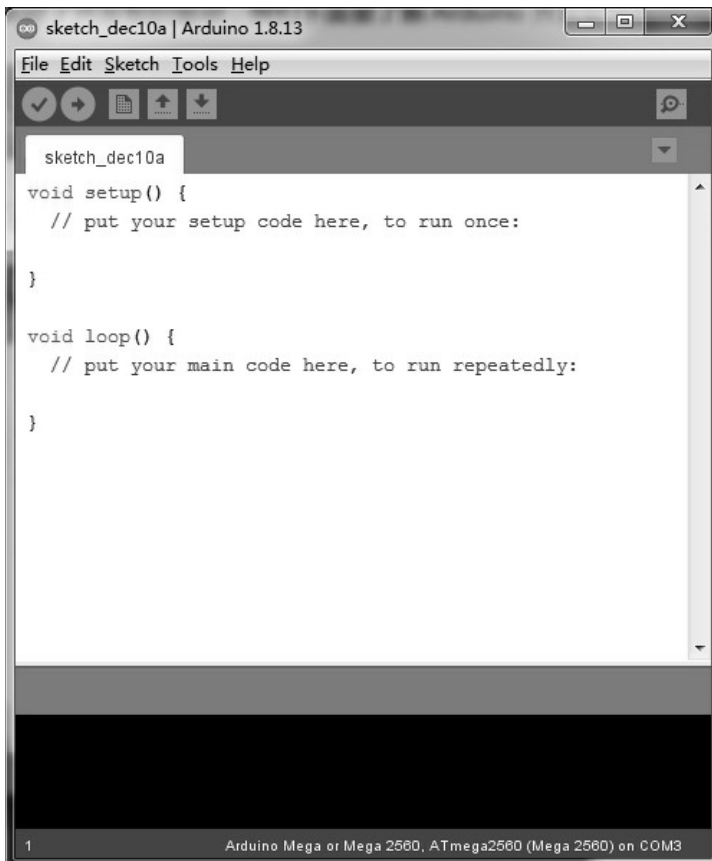 sketch_dec10a | Arduino 1.8.13
File Edit Sketch Tools Help
sketch_dec10a
void setup() {
  // put your setup code here, to run once:
}
void loop() {
  // put your main code here, to run repeatedly:
}
1 Arduino Mega or Mega 2560, ATmega2560 (Mega 2560) on COM3